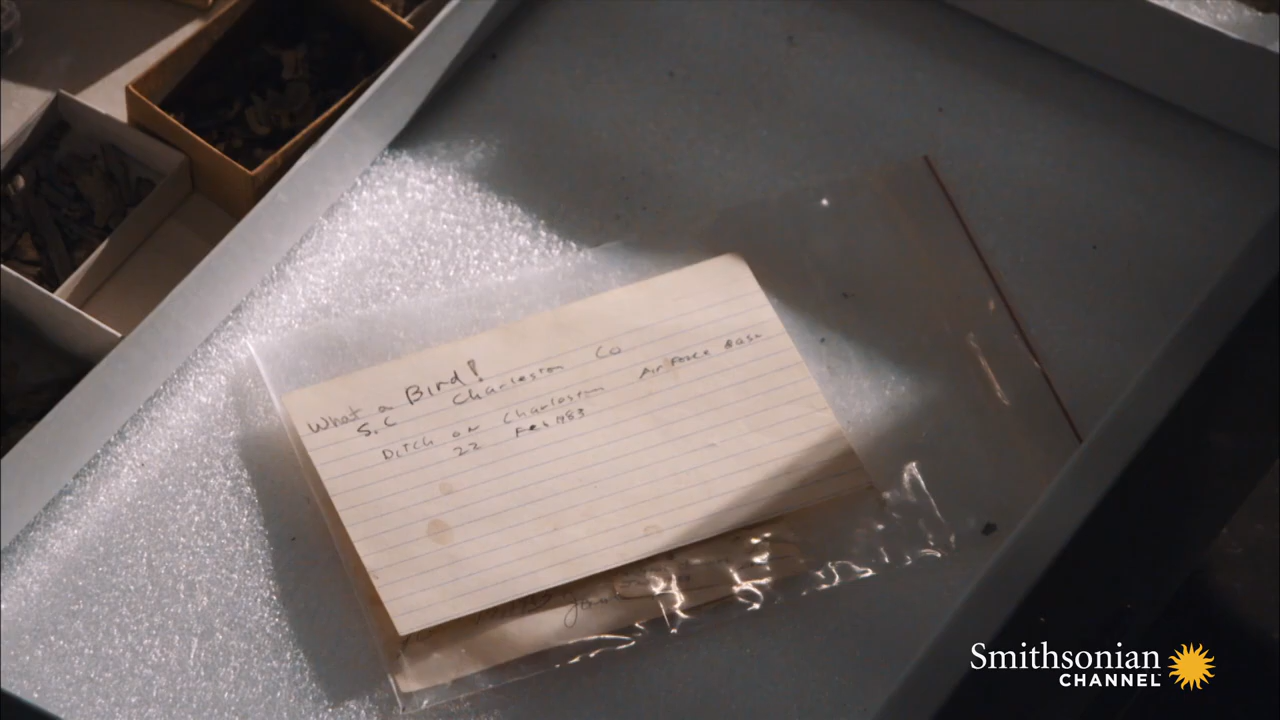 What a Bird!
S.C Charleston Co
Ditch on Charleston Air Force Base
22 Feb 1983
Smithsonian
CHANNEL